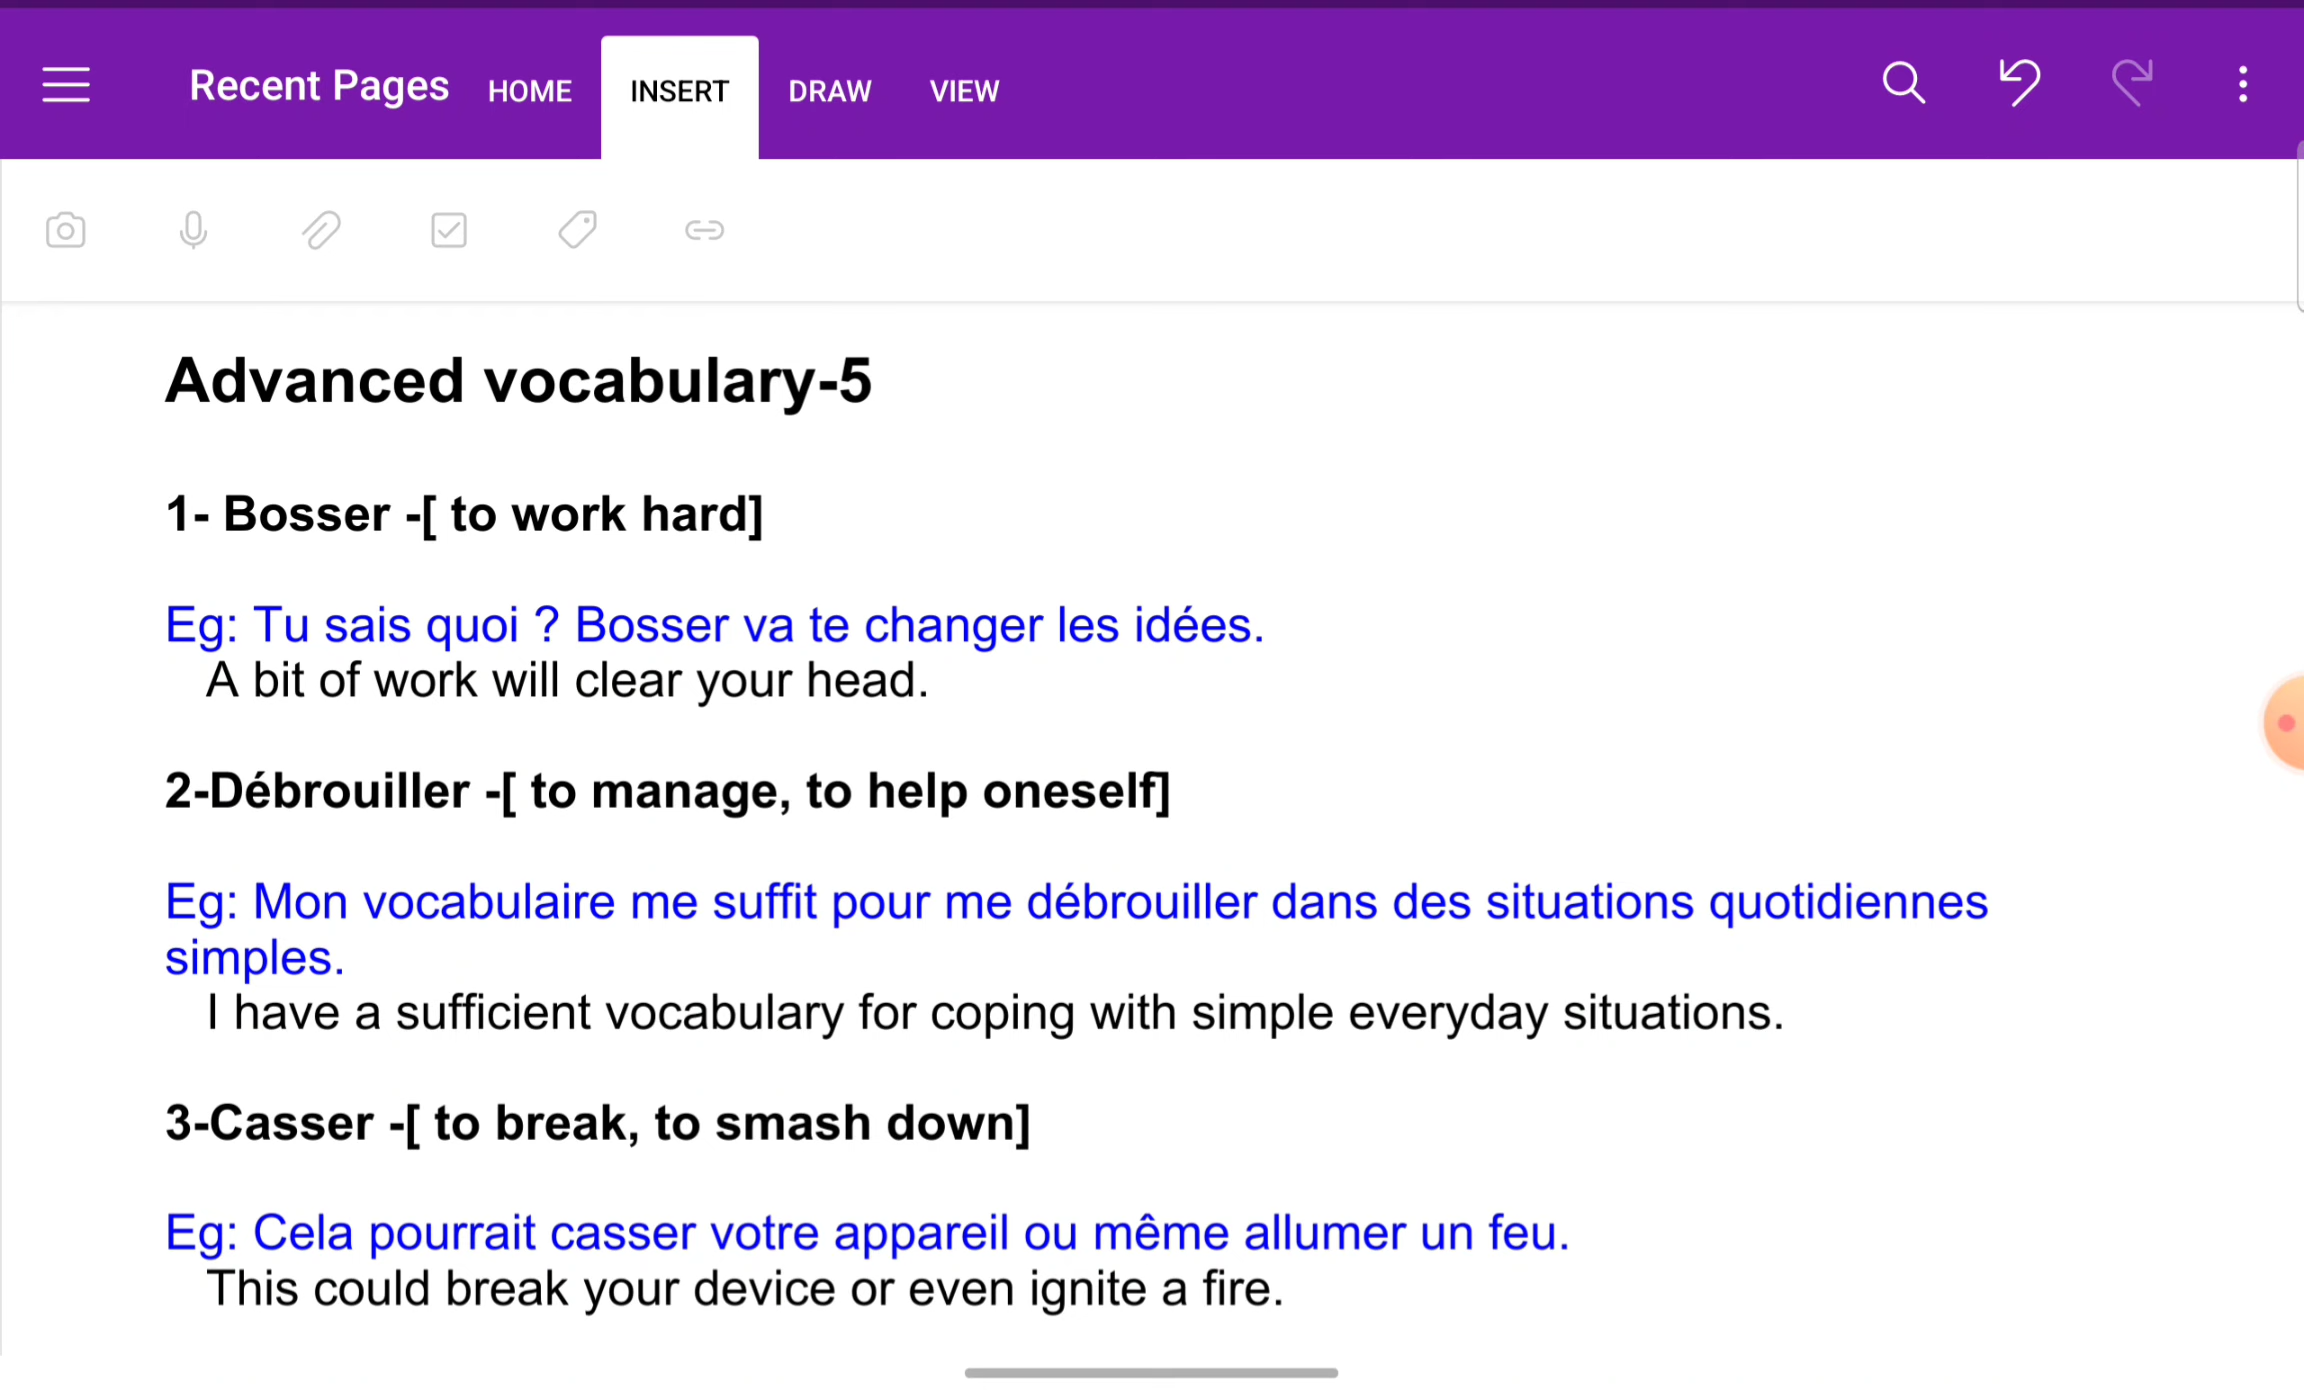 Recent Pages HOME INSERT DRAW VIEW
Advanced vocabulary-5
1- Bosser -[ to work hard]
Eg: Tu sais quoi ? Bosser va te changer les idées.
A bit of work will clear your head.
2-Débrouiller -[ to manage, to help oneself]
Eg: Mon vocabulaire me suffit pour me débrouiller dans des situations quotidiennes
simples.
I have a sufficient vocabulary for coping with simple everyday situations.
3-Casser -[ to break, to smash down]
Eg: Cela pourrait casser votre appareil ou même allumer un feu.
This could break your device or even ignite a fire.